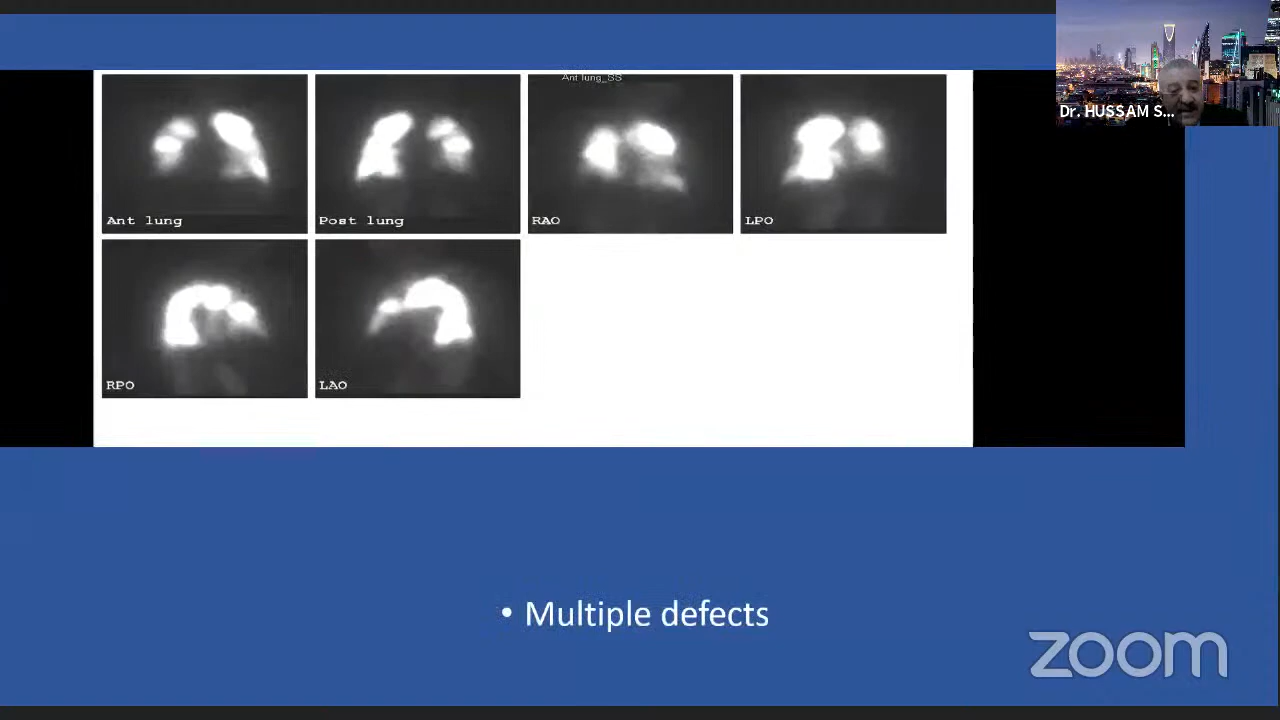 Ant lung_SS
Dr. HUSSAM S...
Ant lung
Post lung
RAO
LPO
RPO
LAO
• Multiple defects
zoom